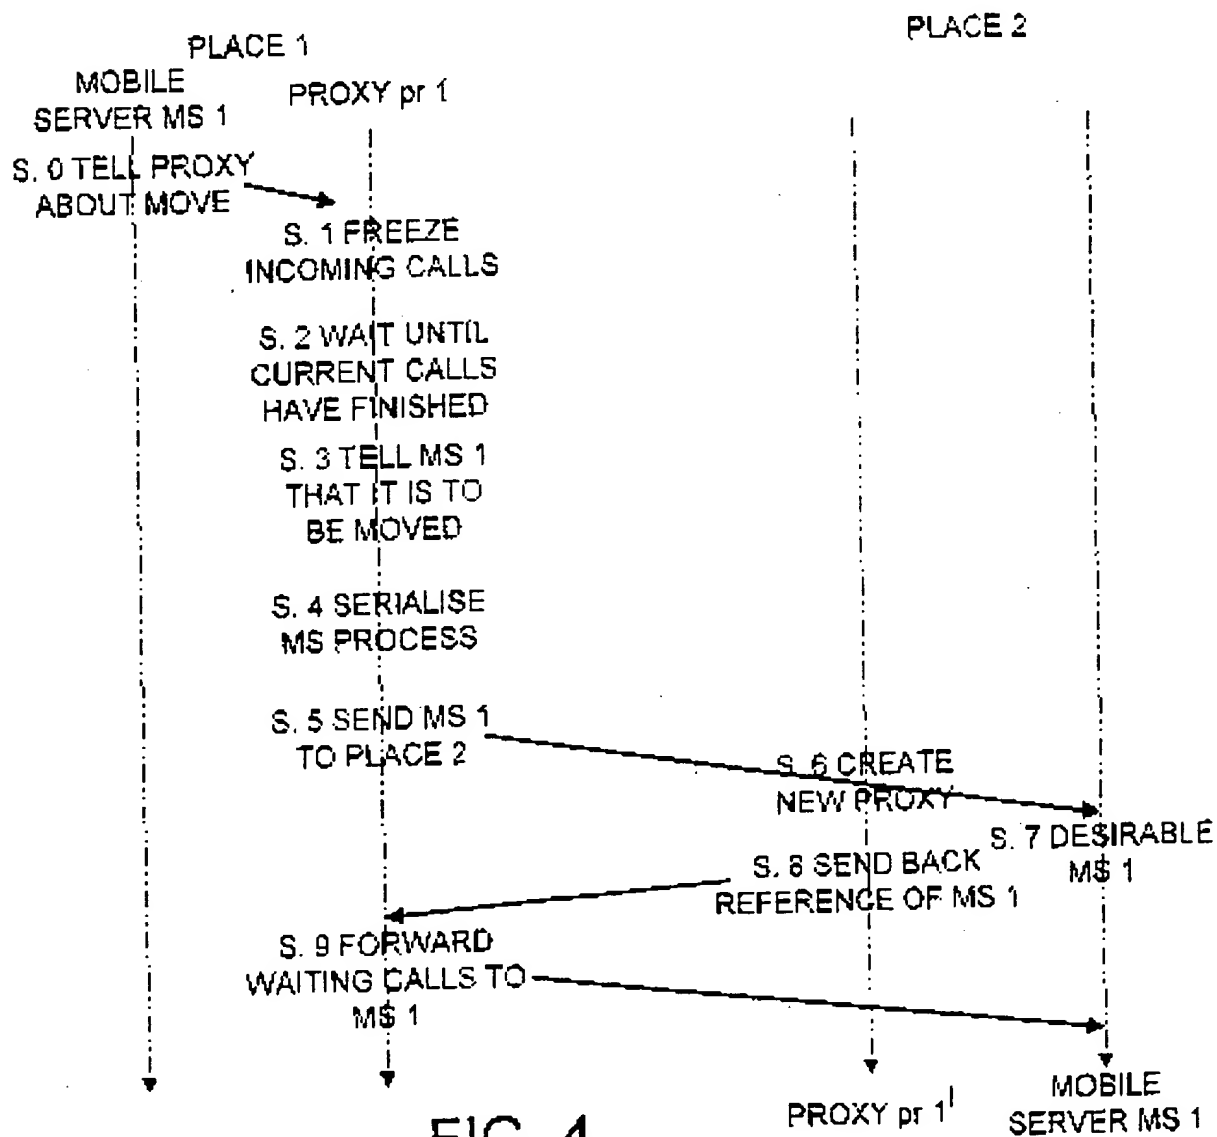 PLACE 1
PLACE 2
MOBILE
SERVER MS 1
PROXY pr 1
S. 0 TELL PROXY
ABOUT MOVE
S. 1 FREEZE
INCOMING CALLS
S. 2 WAIT UNTIL
CURRENT CALLS
HAVE FINISHED
S. 3 TELL MS 1
THAT IT IS TO
BE MOVED
S. 4 SERIALISE
MS PROCESS
S. 5 SEND MS 1
TO PLACE 2
S. 6 CREATE
NEW PROXY
S. 7 DESIRABLE
MS 1
S. 8 SEND BACK
REFERENCE OF MS 1
S. 9 FORWARD
WAITING CALLS TO
MS 1
PROXY pr 1'
MOBILE
SERVER MS 1
FIG. 4